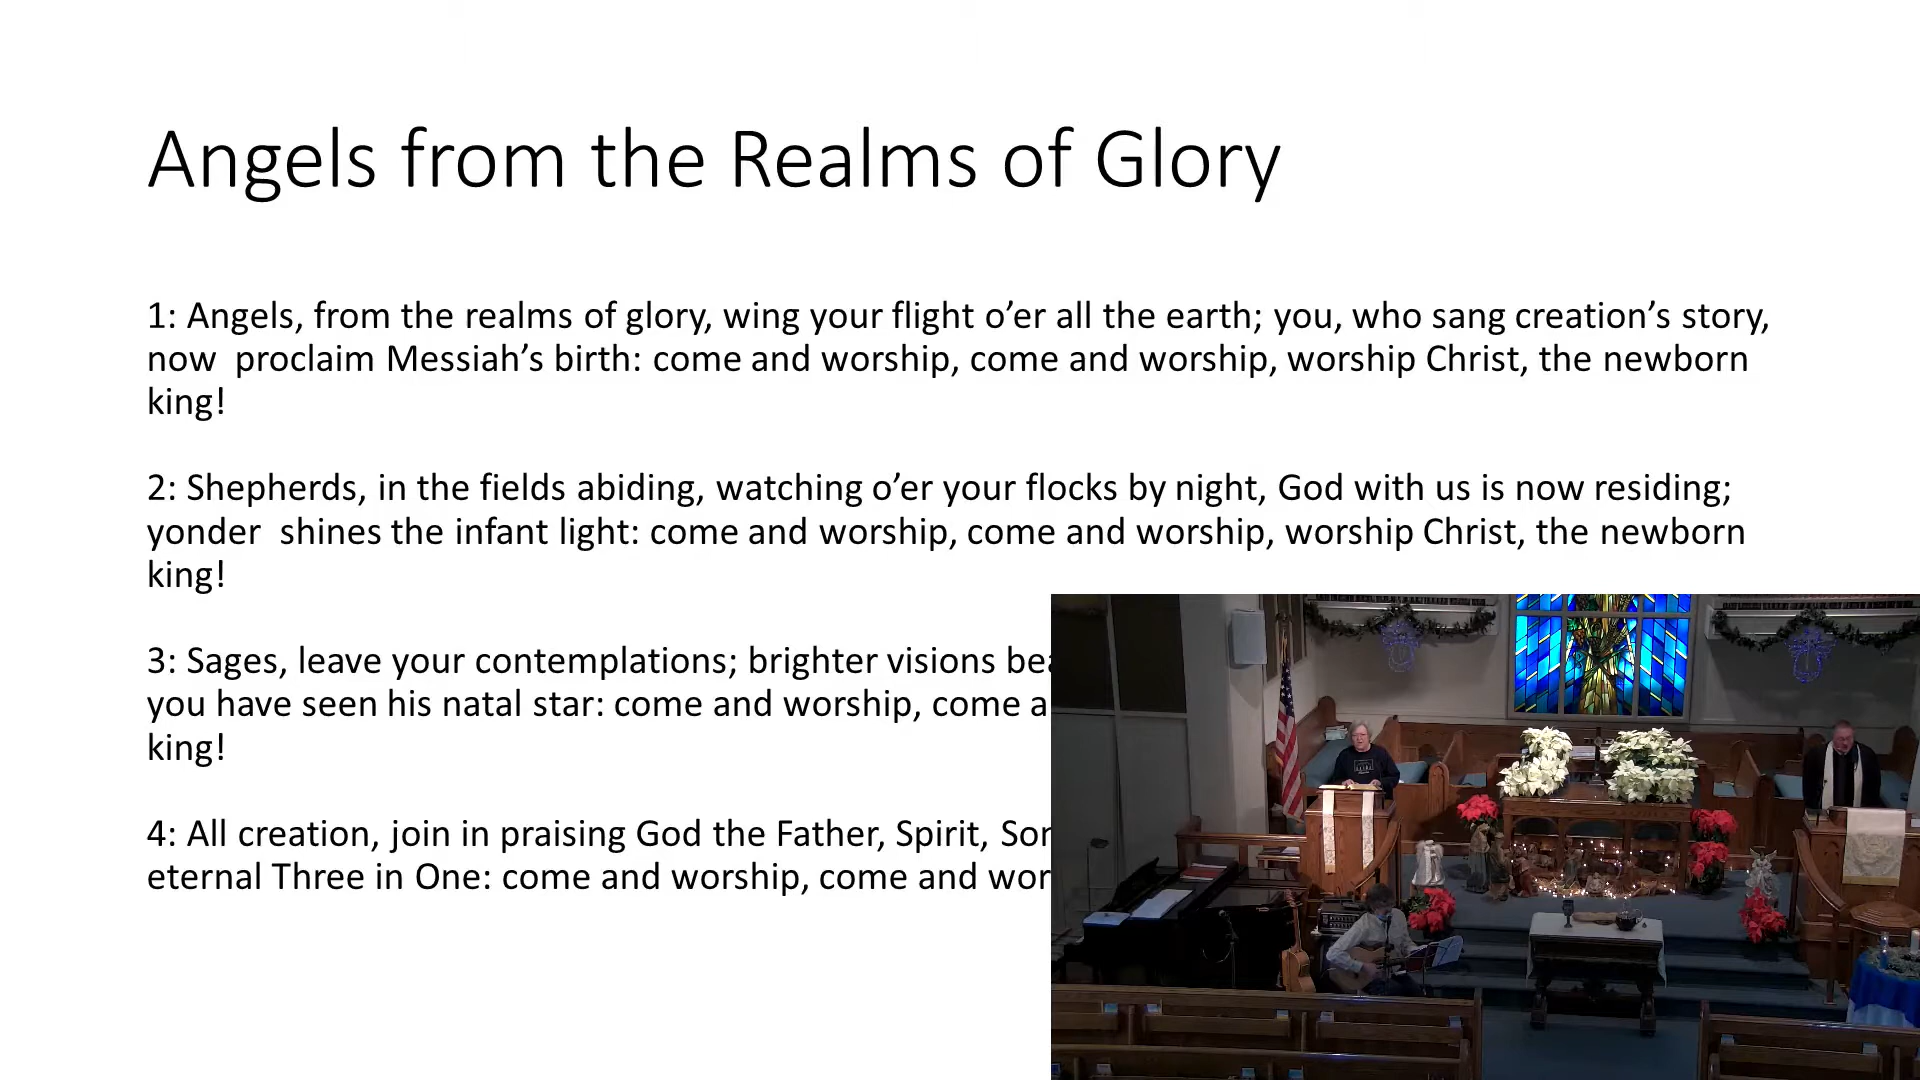 Angels from the Realms of Glory
1: Angels, from the realms of glory, wing your flight o’er all the earth; you, who sang creation’s story,
now  proclaim Messiah’s birth: come and worship, come and worship, worship Christ, the newborn
king!
2: Shepherds, in the fields abiding, watching o’er your flocks by night, God with us is now residing;
yonder  shines the infant light: come and worship, come and worship, worship Christ, the newborn
king!
3: Sages, leave your contemplations; brighter visions
you have seen his natal star: come and worship, come
king!
4: All creation, join in praising God the Father, Spirit,
eternal Three in One: come and worship, come and